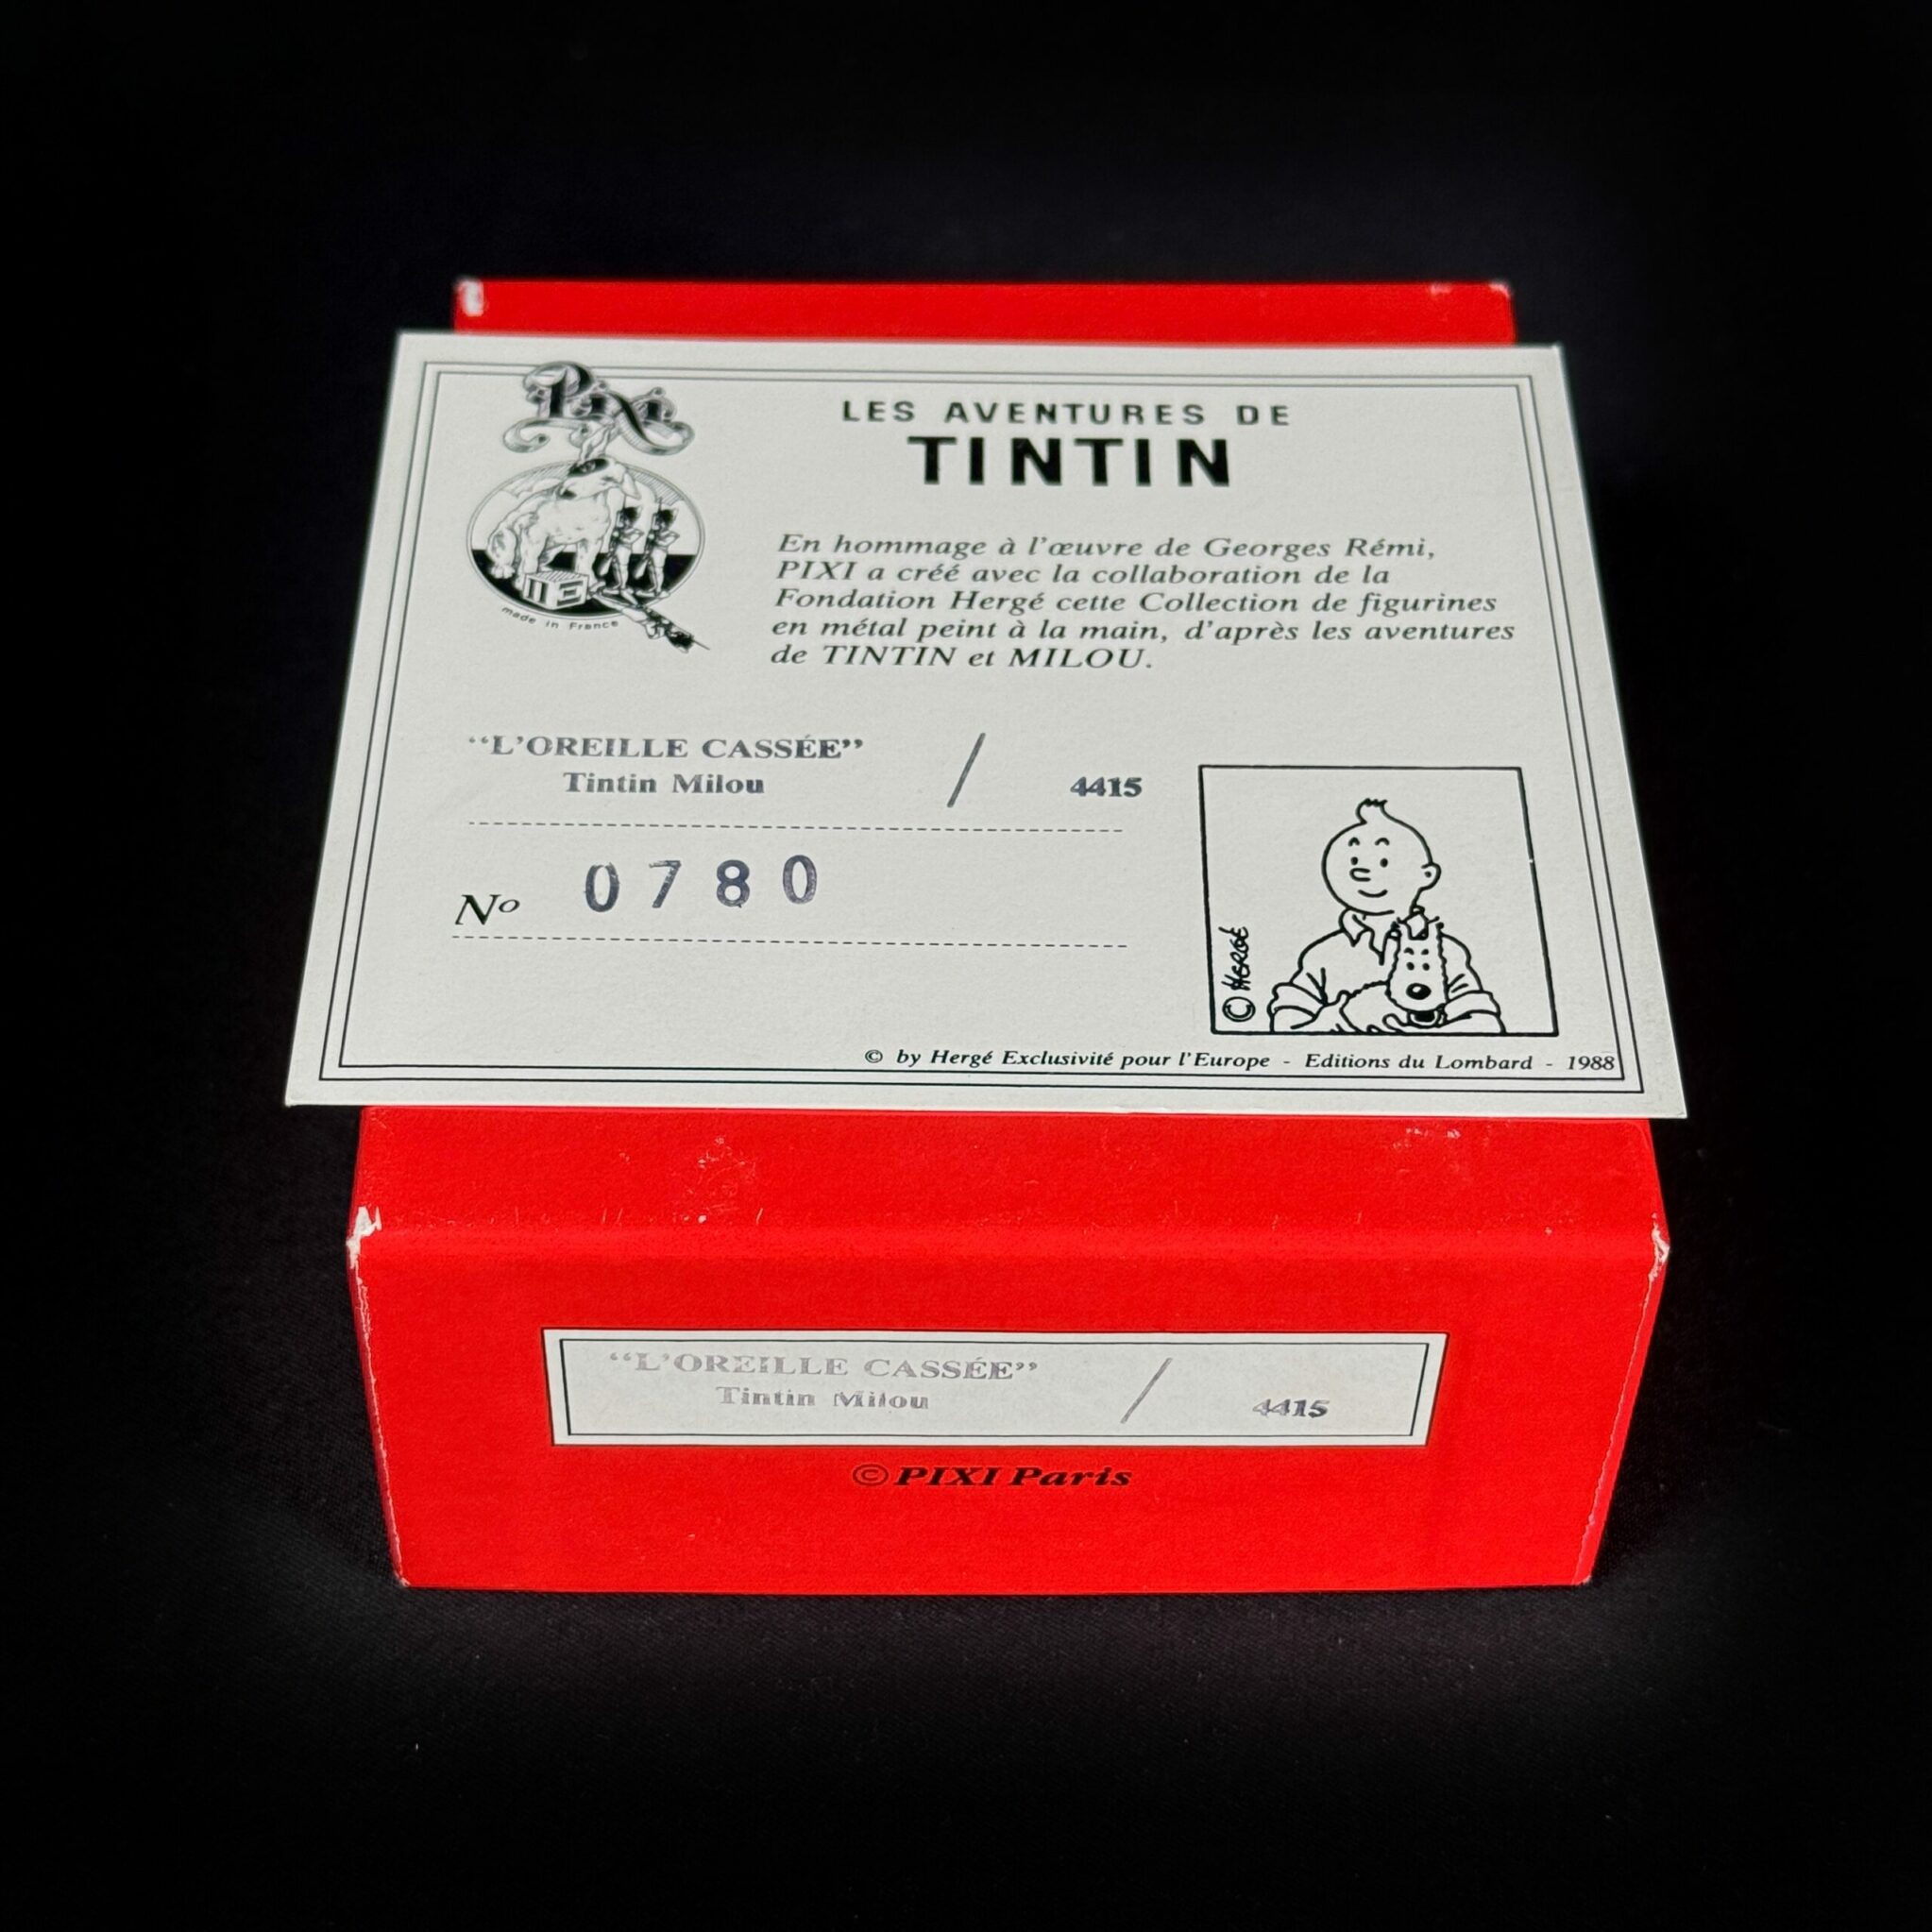 Pixi
made in France
LES AVENTURES DE
TINTIN
En hommage à l'œuvre de Georges Rémi,
PIXI a créé avec la collaboration de la
Fondation Hergé cette Collection de figurines
en métal peint à la main, d'après les aventures
de TINTIN et MILOU.
“L'OREILLE CASSÉE” / 4415
Tintin Milou
Nº 0780
© HERGÉ
© by Hergé Exclusivité pour l'Europe - Editions du Lombard - 1988
“L'OREILLE CASSÉE” / 4415
Tintin Milou
© PIXI Paris